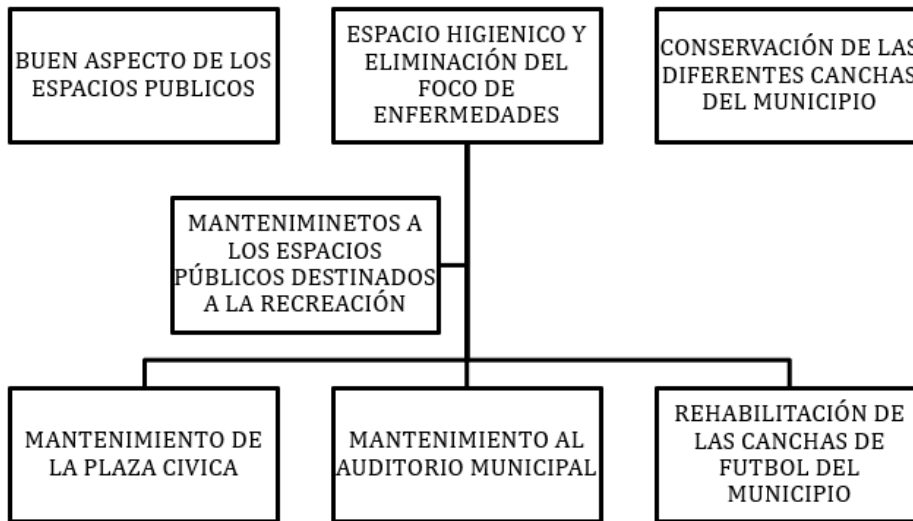 BUEN ASPECTO DE LOS
ESPACIOS PUBLICOS
ESPACIO HIGIENICO Y
ELIMINACIÓN DEL
FOCO DE
ENFERMEDADES
CONSERVACIÓN DE LAS
DIFERENTES CANCHAS
DEL MUNICIPIO
MANTENIMINETOS A
LOS ESPACIOS
PÚBLICOS DESTINADOS
A LA RECREACIÓN
MANTENIMIENTO DE
LA PLAZA CIVICA
MANTENIMIENTO AL
AUDITORIO MUNICIPAL
REHABILITACIÓN DE
LAS CANCHAS DE
FUTBOL DEL
MUNICIPIO